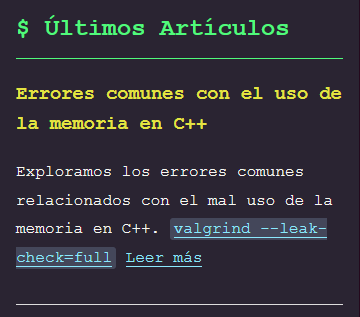 $ Últimos Artículos
Errores comunes con el uso de
la memoria en C++
Exploramos los errores comunes
relacionados con el mal uso de la
memoria en C++. valgrind --leak-
check=full Leer más